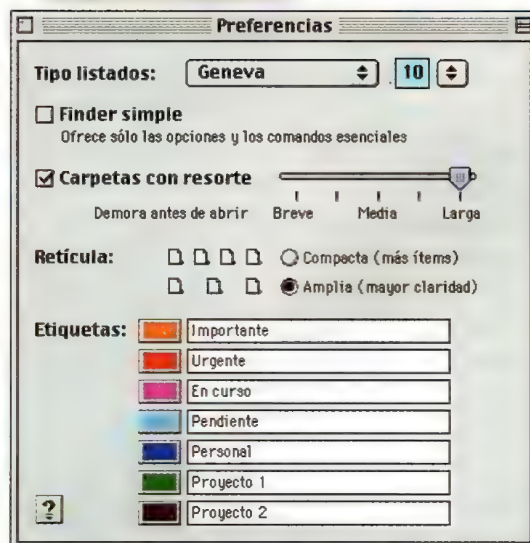 Preferencias
Tipo listados: Geneva 10
Finder simple
Ofrece sólo las opciones y los comandos esenciales
Carpetas con resorte
Demora antes de abrir Breve Media Larga
Retícula: Compacta (más ítems)
Amplia (mayor claridad)
Etiquetas: Importante
Urgente
En curso
Pendiente
Personal
Proyecto 1
Proyecto 2
?